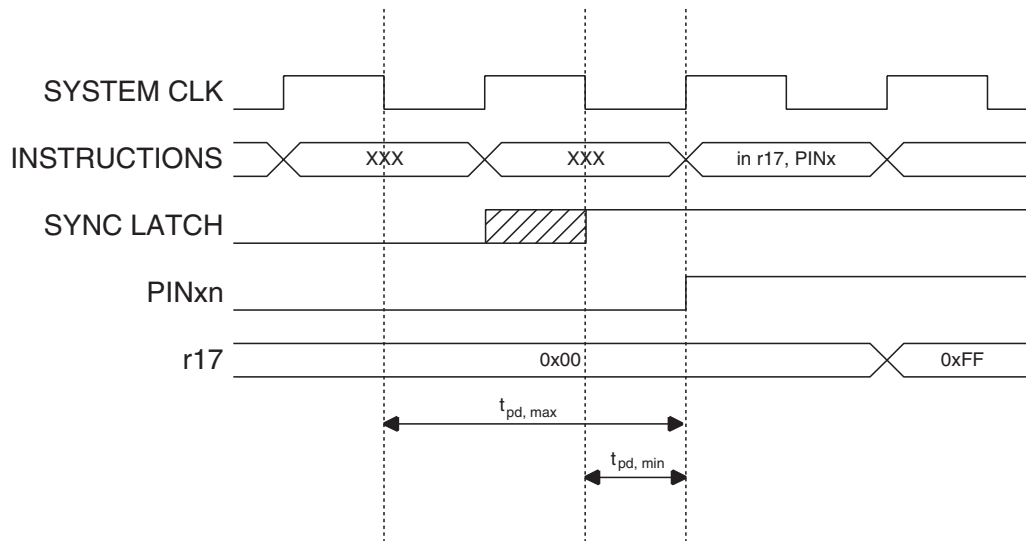 SYSTEM CLK
INSTRUCTIONS XXX XXX in r17, PINx
SYNC LATCH
PINxn
r17 0x00 0xFF
tpd, max
tpd, min